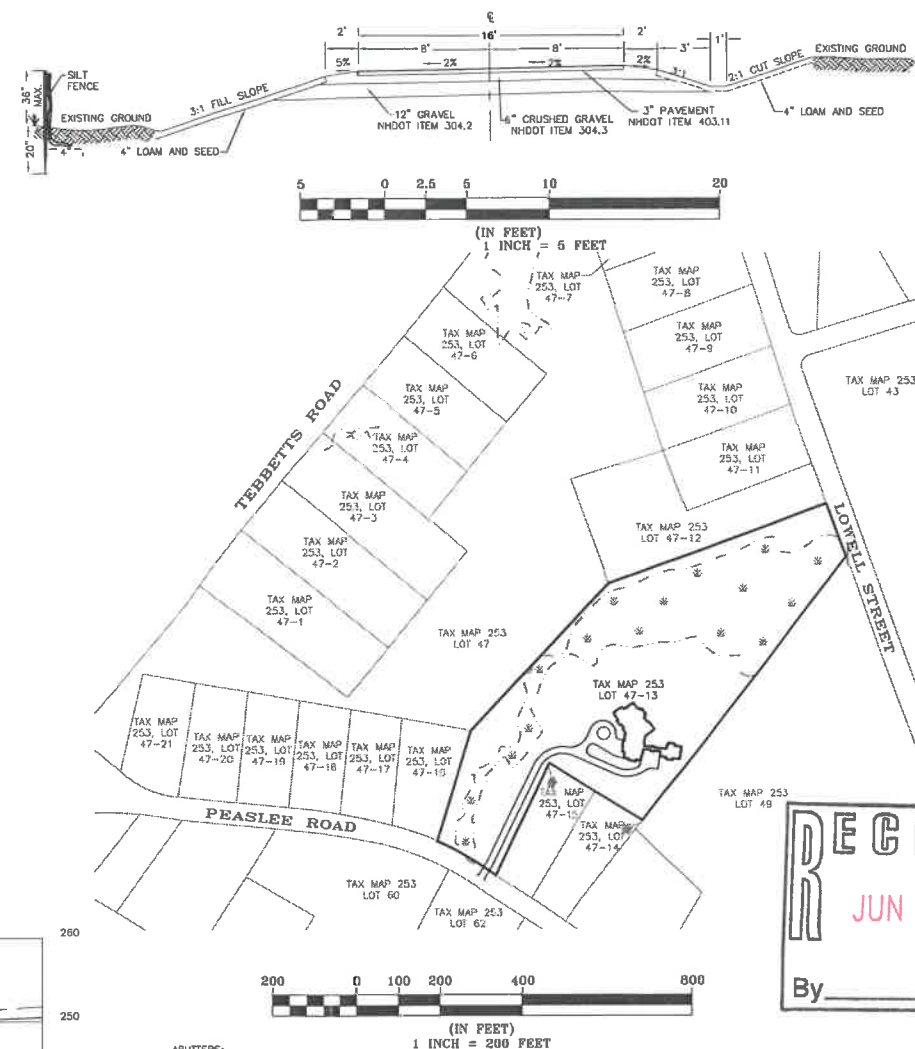 ℄
2' 16' 2' 1'
8' 8' 3'
5% 2% 2% 2% 3:1 2:1 CUT SLOPE EXISTING GROUND
36" MAX.
SILT
FENCE
3:1 FILL SLOPE
EXISTING GROUND
20"
4"
4" LOAM AND SEED
12" GRAVEL
NHDOT ITEM 304.2
6" CRUSHED GRAVEL
NHDOT ITEM 304.3
3" PAVEMENT
NHDOT ITEM 403.11
4" LOAM AND SEED
5 0 2.5 5 10 20
(IN FEET)
1 INCH = 5 FEET
TAX MAP
253, LOT
47-7
TAX MAP
253, LOT
47-8
TAX MAP
253, LOT
47-6
TAX MAP
253, LOT
47-9
TAX MAP
253, LOT
47-5
TAX MAP
253, LOT
47-10
TAX MAP 253
LOT 43
TEBBETTS ROAD
TAX MAP
253, LOT
47-4
TAX MAP
253, LOT
47-11
TAX MAP
253, LOT
47-3
TAX MAP 253
LOT 47-12
LOWELL STREET
TAX MAP
253, LOT
47-2
TAX MAP
253, LOT
47-1
TAX MAP 253
LOT 47
TAX MAP 253
LOT 47-13
TAX MAP
253, LOT
47-21
TAX MAP
253, LOT
47-20
TAX MAP
253, LOT
47-19
TAX MAP
253, LOT
47-18
TAX MAP
253, LOT
47-17
TAX MAP
253, LOT
47-16
TAX MAP
253, LOT
47-15
TAX MAP
253, LOT
47-14
TAX MAP 253
LOT 49
PEASLEE ROAD
TAX MAP 253
LOT 60
TAX MAP 253
LOT 62
REC
JUN
By
260
250
200 0 100 200 400 800
(IN FEET)
1 INCH = 200 FEET
ABUTTERS: